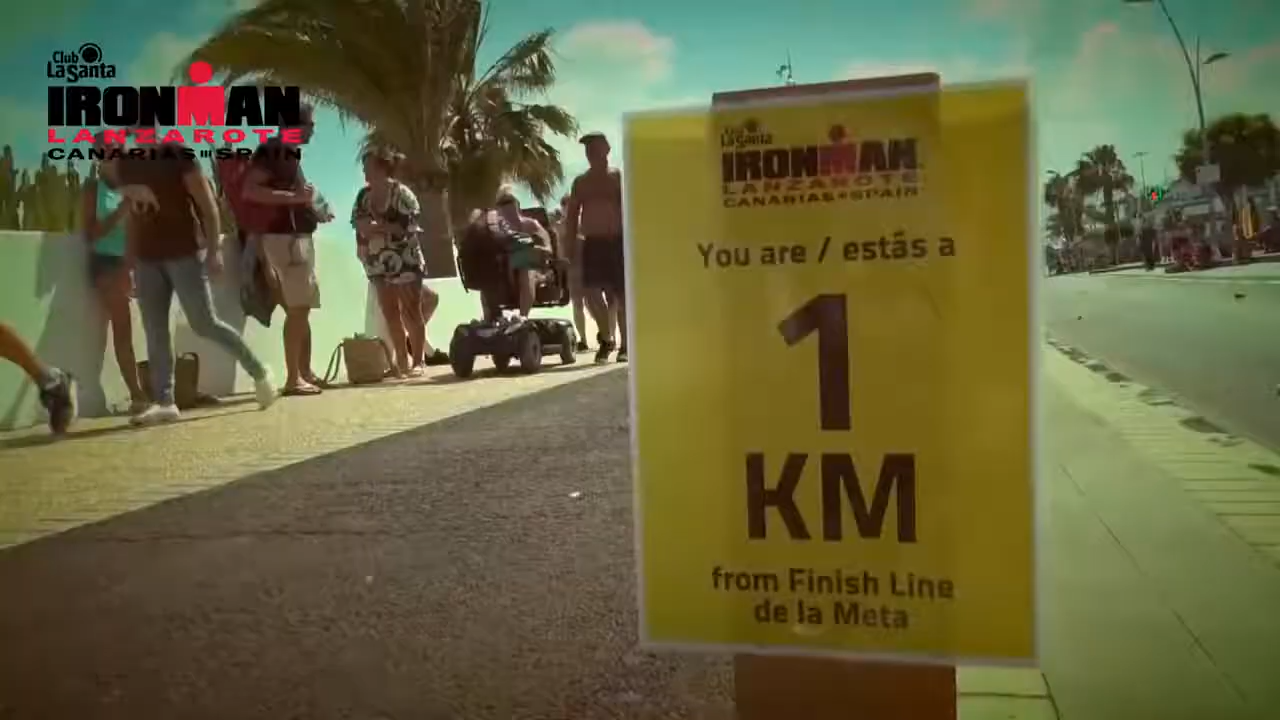 Club
La Santa
IRONMAN
LANZAROTE
CANARIAS SPAIN
Club
La Santa
IRONMAN
LANZAROTE
CANARIAS SPAIN
You are / estás a
1
KM
from Finish Line
de la Meta